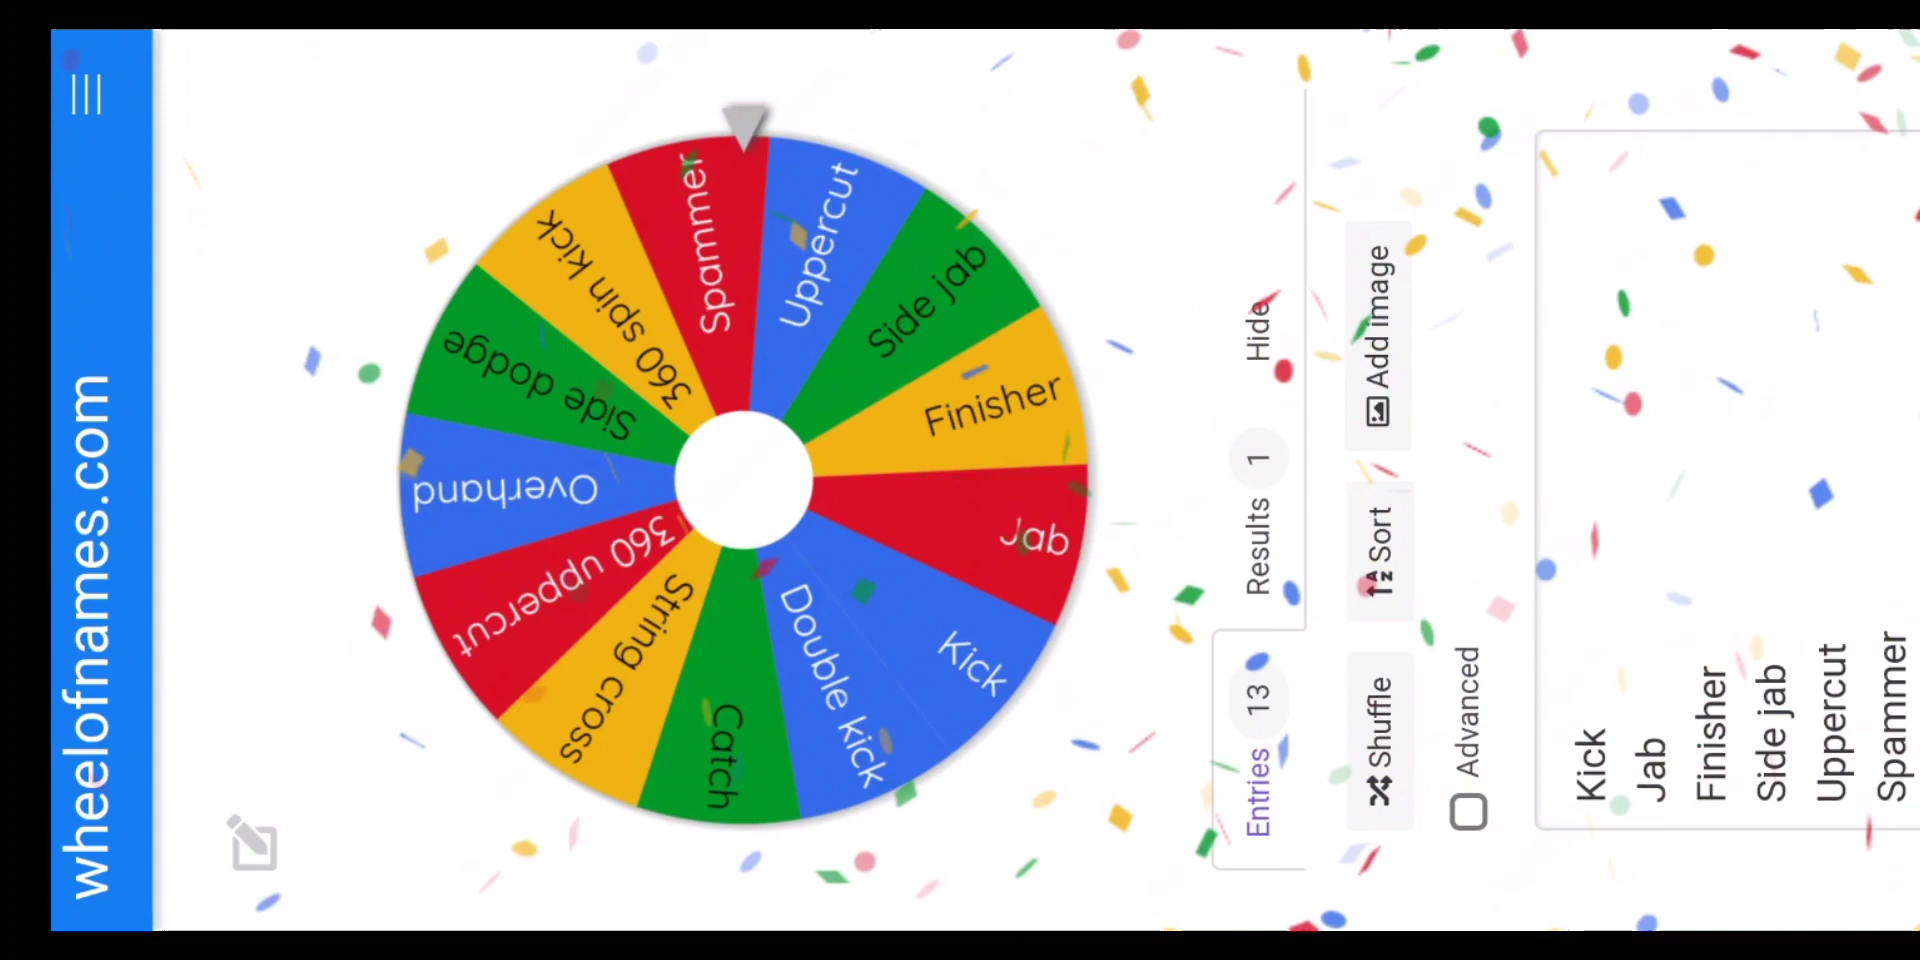 wheelofnames.com
Spammer
Uppercut
Side jab
Finisher
Jab
Kick
Double kick
Catch
String cross
360 uppercut
Overhand
Side dodge
360 spin kick
Entries 13
Results 1
Hide
Shuffle
Sort
Add image
Advanced
Kick
Jab
Finisher
Side jab
Uppercut
Spammer